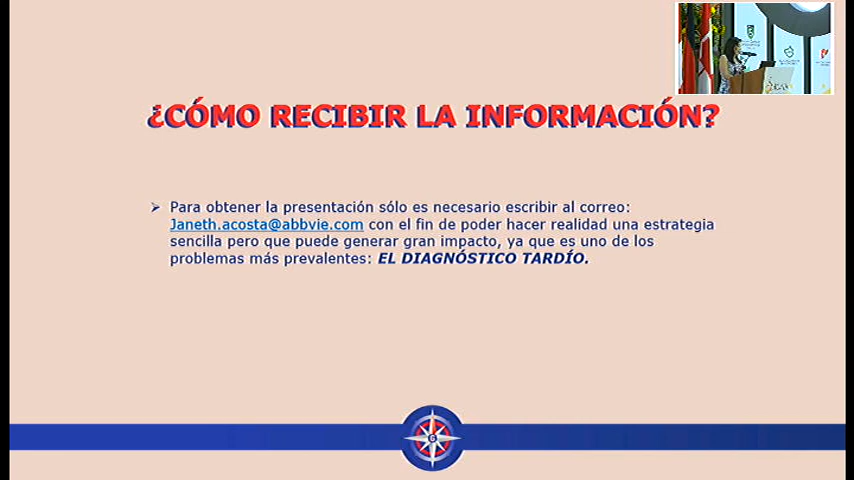 ¿CÓMO RECIBIR LA INFORMACIÓN?
➢ Para obtener la presentación sólo es necesario escribir al correo:
Janeth.acosta@abbvie.com con el fin de poder hacer realidad una estrategia
sencilla pero que puede generar gran impacto, ya que es uno de los
problemas más prevalentes: EL DIAGNÓSTICO TARDÍO.